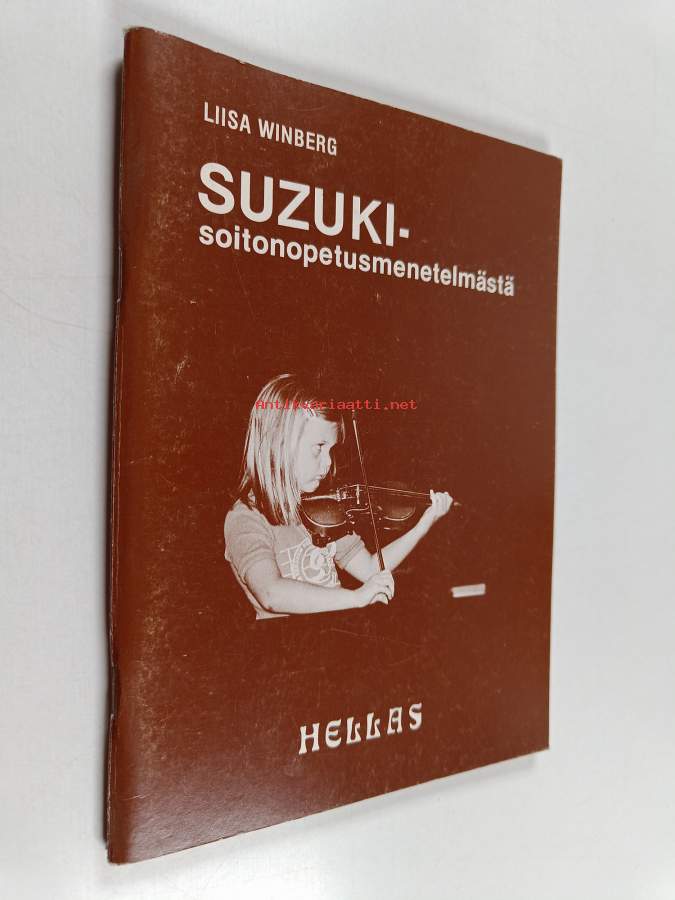 LIISA WINBERG
SUZUKI-
soitonopetusmenetelmästä
Antikvariaatti.net
HELLAS